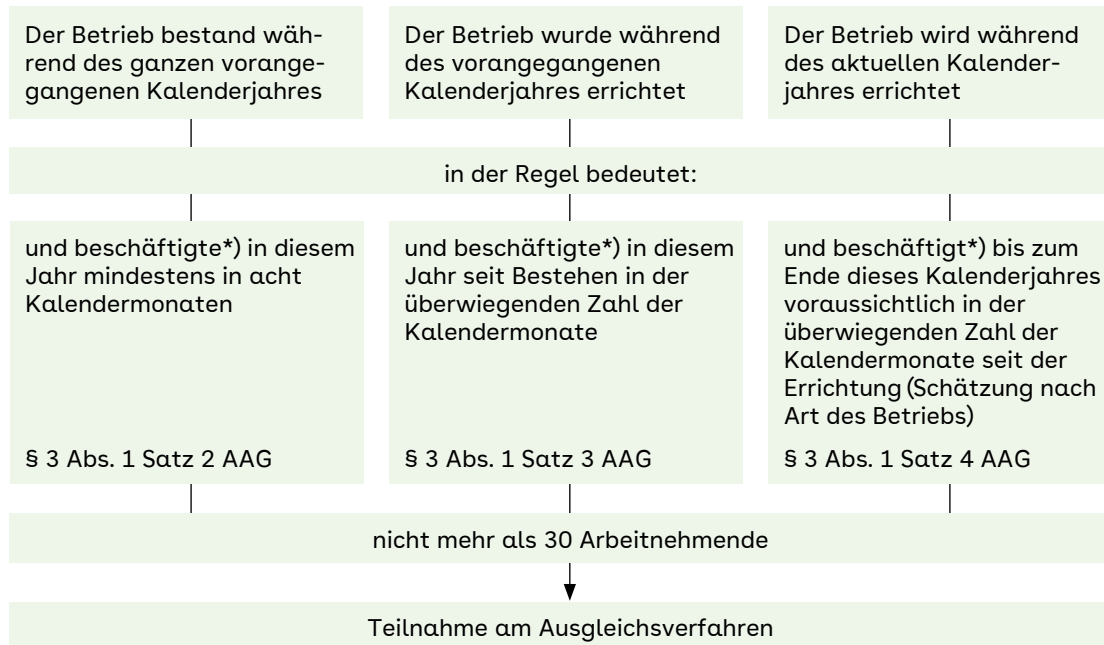 Der Betrieb bestand wäh-
rend des ganzen vorange-
gangenen Kalenderjahres
Der Betrieb wurde während
des vorangegangenen
Kalenderjahres errichtet
Der Betrieb wird während
des aktuellen Kalender-
jahres errichtet
in der Regel bedeutet:
und beschäftigte*) in diesem
Jahr mindestens in acht
Kalendermonaten
§ 3 Abs. 1 Satz 2 AAG
und beschäftigte*) in diesem
Jahr seit Bestehen in der
überwiegenden Zahl der
Kalendermonate
§ 3 Abs. 1 Satz 3 AAG
und beschäftigt*) bis zum
Ende dieses Kalenderjahres
voraussichtlich in der
überwiegenden Zahl der
Kalendermonate seit der
Errichtung (Schätzung nach
Art des Betriebs)
§ 3 Abs. 1 Satz 4 AAG
nicht mehr als 30 Arbeitnehmende
Teilnahme am Ausgleichsverfahren